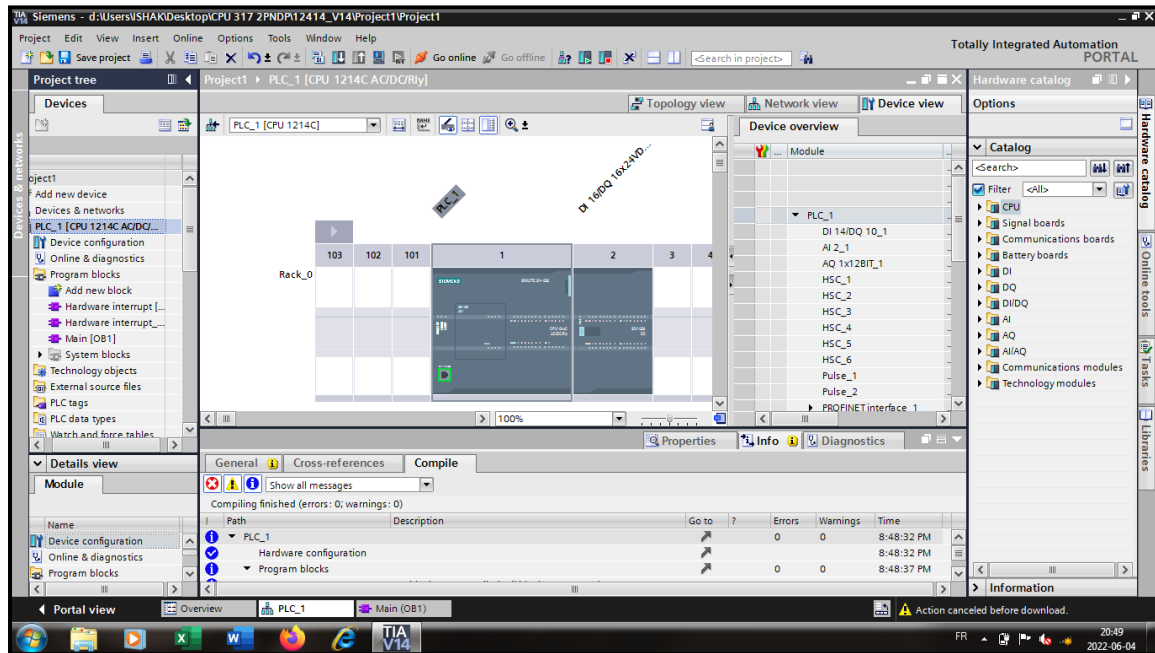 Siemens - d:\Users\ISHAK\Desktop\CPU 317 2PNDP\12414_V14\Project1\Project1
Project Edit View Insert Online Options Tools Window Help
Totally Integrated Automation
PORTAL
Save project Go online Go offline <Search in project>
Project tree
Devices
Devices & networks
oject1
Add new device
Devices & networks
PLC_1 [CPU 1214C AC/DC/...
Device configuration
Online & diagnostics
Program blocks
Add new block
Hardware interrupt [...
Hardware interrupt_...
Main [OB1]
System blocks
Technology objects
External source files
PLC tags
PLC data types
Watch and force tables
Details view
Module
Name
Device configuration
Online & diagnostics
Program blocks
Project1 PLC_1 [CPU 1214C AC/DC/Rly]
Topology view Network view Device view
PLC_1 [CPU 1214C]
PLC_1
DI 16/DQ 16x24VD...
103 102 101 1 2 3 4
Rack_0
SIEMENS
100%
Device overview
... Module
PLC_1
DI 14/DQ 10_1
AI 2_1
AQ 1x12BIT_1
HSC_1
HSC_2
HSC_3
HSC_4
HSC_5
HSC_6
Pulse_1
Pulse_2
PROFINET interface_1
Properties Info Diagnostics
General Cross-references Compile
Show all messages
Compiling finished (errors: 0; warnings: 0)
! Path Description Go to ? Errors Warnings Time
PLC_1 0 0 8:48:32 PM
Hardware configuration 8:48:32 PM
Program blocks 0 0 8:48:37 PM
Hardware catalog
Options
Catalog
<Search>
Filter <All>
CPU
Signal boards
Communications boards
Battery boards
DI
DQ
DI/DQ
AI
AQ
AI/AQ
Communications modules
Technology modules
Information
Hardware catalog
Online tools
Tasks
Libraries
Portal view Overview PLC_1 Main (OB1)
Action canceled before download.
TIA
V14
FR
20:49
2022-06-04